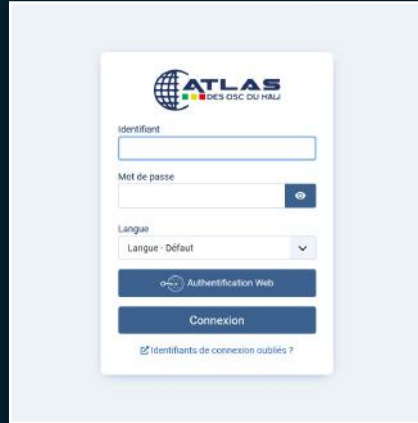 ATLAS
DES OSC DU MALI
Identifiant
Mot de passe
Langue
Langue - Défaut
Authentification Web
Connexion
Identifiants de connexion oubliés ?